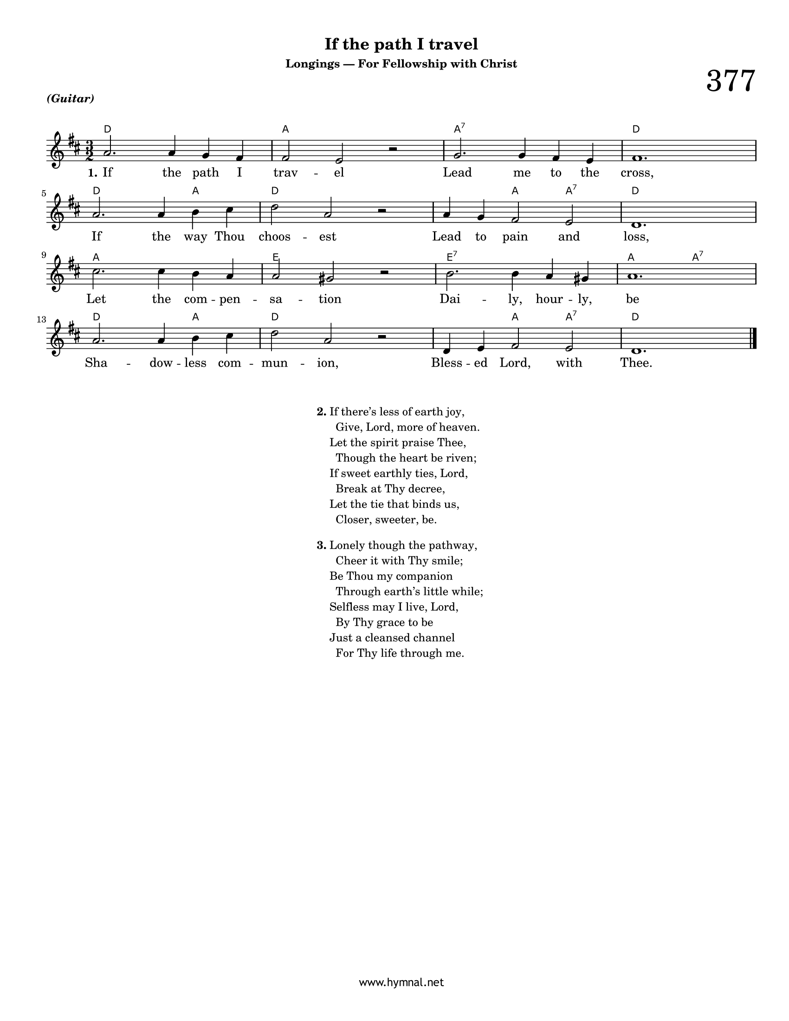 If the path I travel
Longings — For Fellowship with Christ
377
(Guitar)
D A A7 D
3
2
1. If the path I trav - el Lead me to the cross,
5
D A D A A7 D
If the way Thou choos - est Lead to pain and loss,
9
A E E7 A A7
Let the com - pen - sa - tion Dai - ly, hour - ly, be
13
D A D A A7 D
Sha - dow - less com - mun - ion, Bless - ed Lord, with Thee.
2. If there's less of earth joy,
Give, Lord, more of heaven.
Let the spirit praise Thee,
Though the heart be riven;
If sweet earthly ties, Lord,
Break at Thy decree,
Let the tie that binds us,
Closer, sweeter, be.
3. Lonely though the pathway,
Cheer it with Thy smile;
Be Thou my companion
Through earth's little while;
Selfless may I live, Lord,
By Thy grace to be
Just a cleansed channel
For Thy life through me.
www.hymnal.net